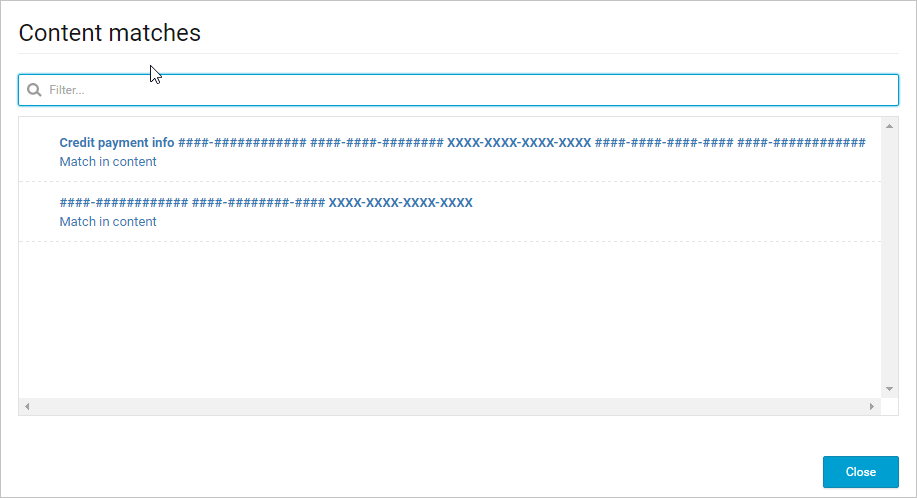 Content matches
Filter...
Credit payment info ####-############ ####-####-######## XXXX-XXXX-XXXX-XXXX ####-####-####-#### ####-############
Match in content
####-############ ####-########-#### XXXX-XXXX-XXXX-XXXX
Match in content
Close